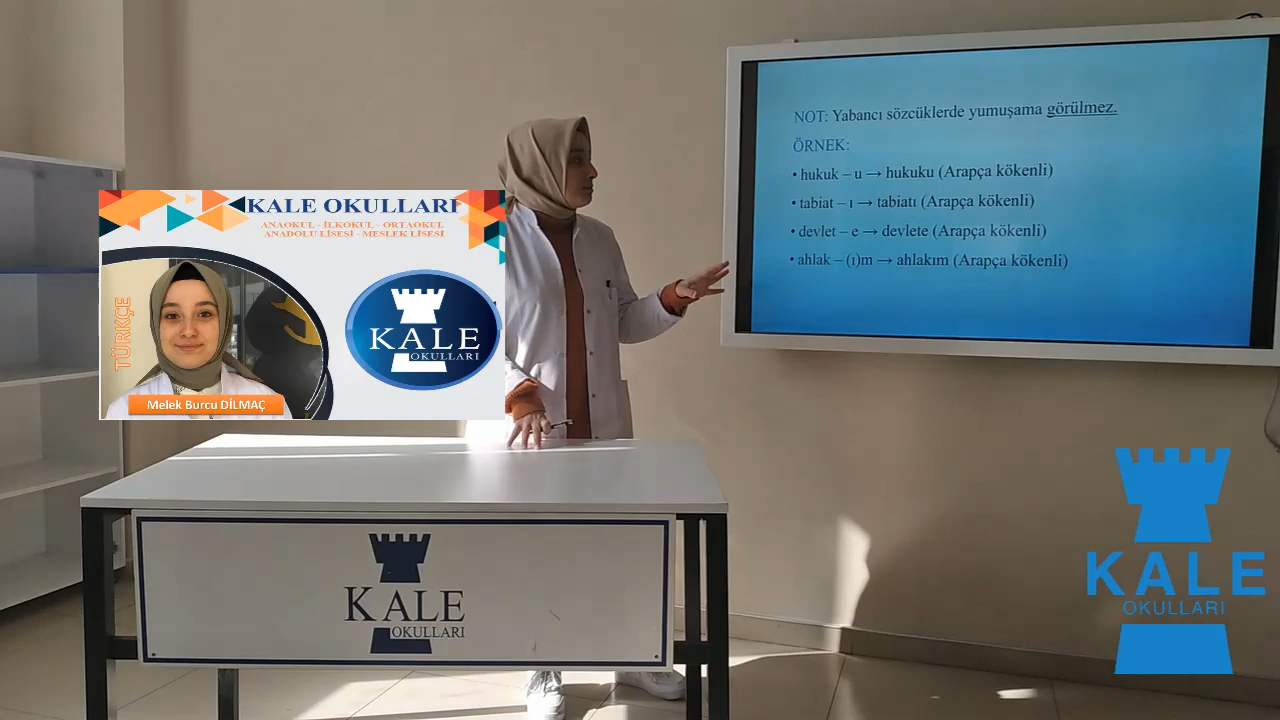 KALE OKULLARI
ANAOKUL - İLKOKUL - ORTAOKUL
ANADOLU LİSESİ - MESLEK LİSESİ
TÜRKÇE
KALE
OKULLARI
Melek Burcu DİLMAÇ
NOT: Yabancı sözcüklerde yumuşama görülmez.
ÖRNEK:
• hukuk – u → hukuku (Arapça kökenli)
• tabiat – ı → tabiatı (Arapça kökenli)
• devlet – e → devlete (Arapça kökenli)
• ahlak – (ı)m → ahlakım (Arapça kökenli)
KALE
OKULLARI
KALE
OKULLARI